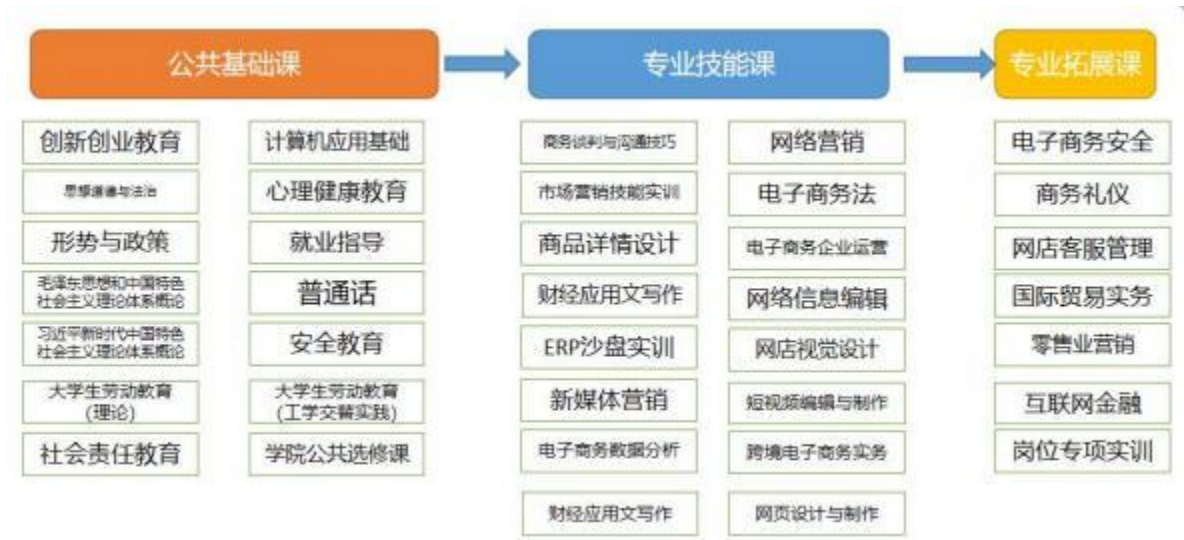 公共基础课
专业技能课
专业拓展课
创新创业教育
计算机应用基础
商务谈判与沟通技巧
网络营销
电子商务安全
思想道德与法治
心理健康教育
市场营销技能实训
电子商务法
商务礼仪
形势与政策
就业指导
商品详情设计
电子商务企业运营
网店客服管理
毛泽东思想和中国特色
社会主义理论体系概论
普通话
财经应用文写作
网络信息编辑
国际贸易实务
习近平新时代中国特色
社会主义理论体系概论
安全教育
ERP沙盘实训
网店视觉设计
零售业营销
大学生劳动教育
(理论)
大学生劳动教育
(工学交替实践)
新媒体营销
短视频编辑与制作
互联网金融
社会责任教育
学院公共选修课
电子商务数据分析
跨境电子商务实务
岗位专项实训
财经应用文写作
网页设计与制作